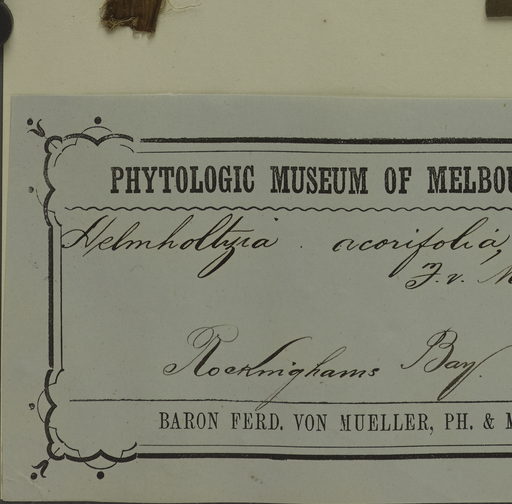 PHYTOLOGIC MUSEUM OF MELBOU
Helmholtzia acorifolia,
F. v. M
Rockinghams Bay.
BARON FERD. VON MUELLER, PH. & M